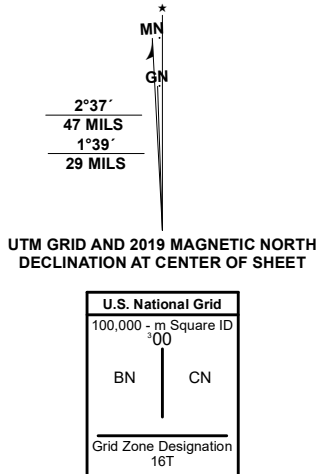 MN
GN
2°37´
47 MILS
1°39´
29 MILS
UTM GRID AND 2019 MAGNETIC NORTH
DECLINATION AT CENTER OF SHEET
U.S. National Grid
100,000 - m Square ID
³00
BN CN
Grid Zone Designation
16T